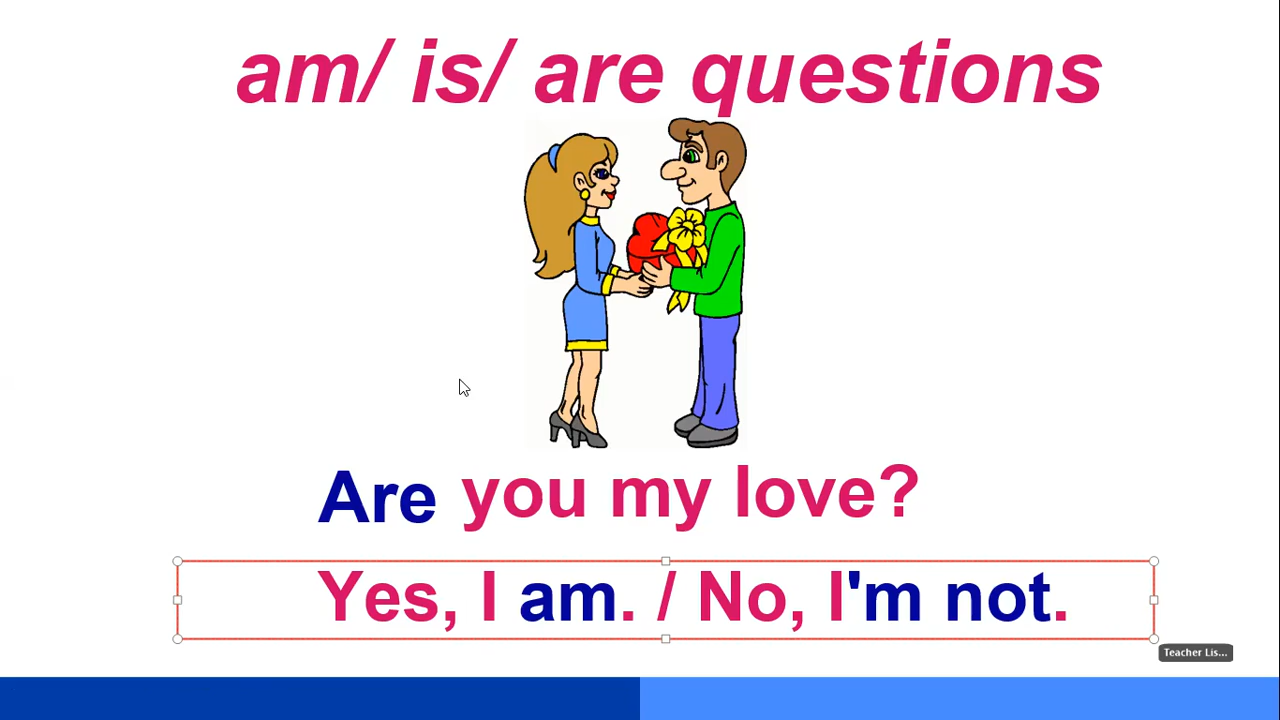 am/ is/ are questions
Are you my love?
Yes, I am. / No, I'm not.
Teacher Lis...